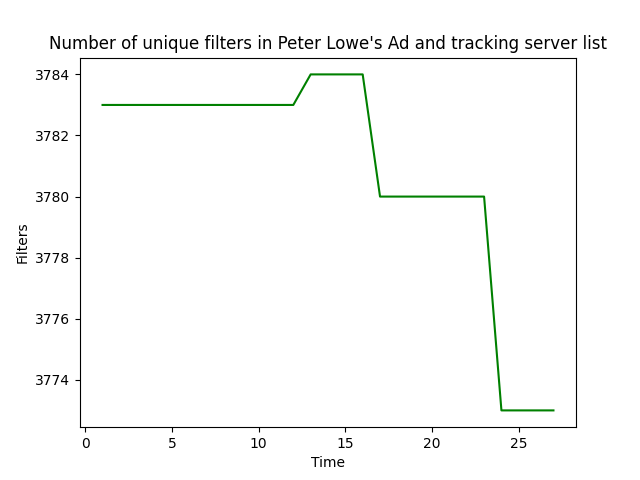 Number of unique filters in Peter Lowe's Ad and tracking server list
3784
3782
3780
3778
3776
3774
Filters
0 5 10 15 20 25
Time